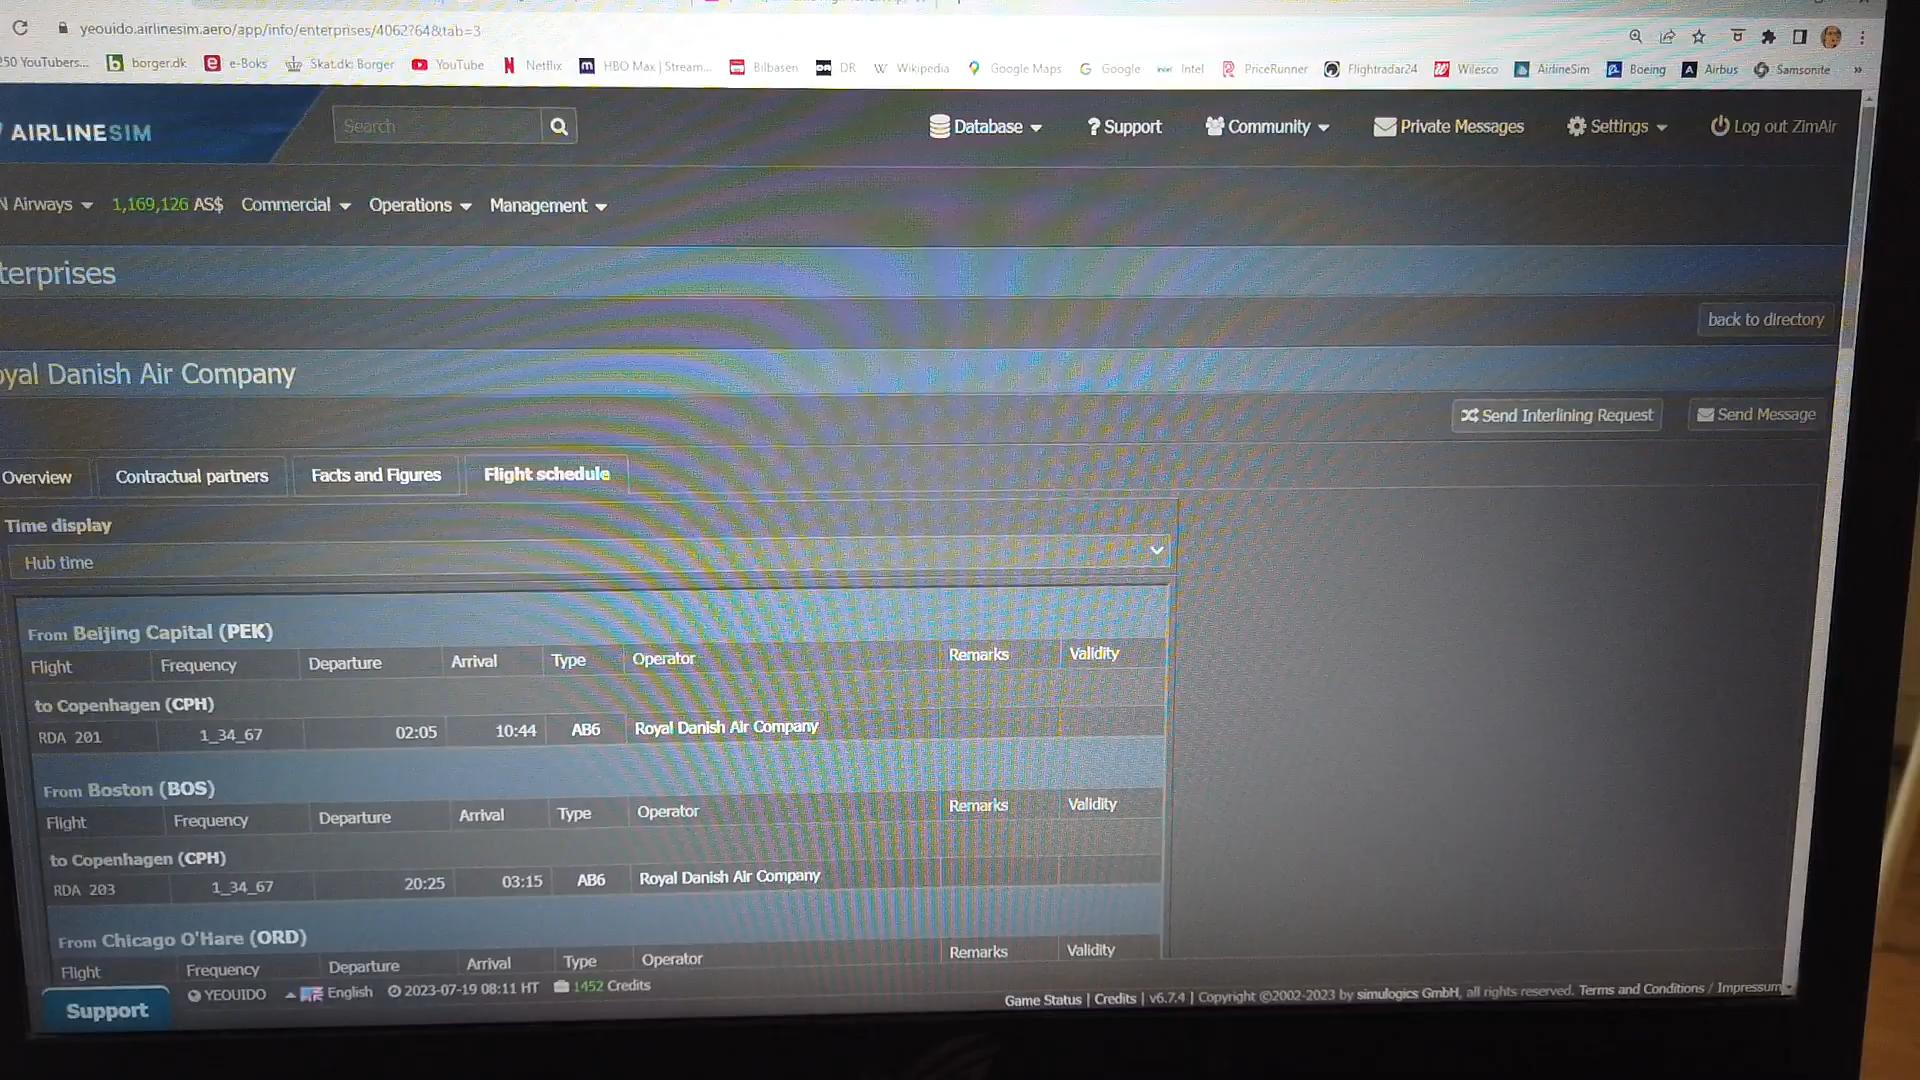 yeouido.airlinesim.aero/app/info/enterprises/4062764&tab=3
250 YouTubers... borger.dk e-Boks Skat.dk: Borger YouTube Netflix HBO Max | Stream... Bilbasen DR Wikipedia Google Maps Google Intel PriceRunner Flightradar24 Wilesco AirlineSim Boeing Airbus Samsonite »
AIRLINESIM Search Database ? Support Community Private Messages Settings Log out ZimAir
N Airways 1,169,126 AS$ Commercial Operations Management
terprises
back to directory
oyal Danish Air Company
Send Interlining Request Send Message
Overview Contractual partners Facts and Figures Flight schedule
Time display
Hub time
From Beijing Capital (PEK)
Flight Frequency Departure Arrival Type Operator Remarks Validity
to Copenhagen (CPH)
RDA 201 1_34_67 02:05 10:44 AB6 Royal Danish Air Company
From Boston (BOS)
Flight Frequency Departure Arrival Type Operator Remarks Validity
to Copenhagen (CPH)
RDA 203 1_34_67 20:25 03:15 AB6 Royal Danish Air Company
From Chicago O'Hare (ORD)
Flight Frequency Departure Arrival Type Operator Remarks Validity
Support YEOUIDO English 2023-07-19 08:11 HT 1452 Credits
Game Status | Credits | v6.7.4 | Copyright ©2002-2023 by simulogics GmbH, all rights reserved. Terms and Conditions / Impressum